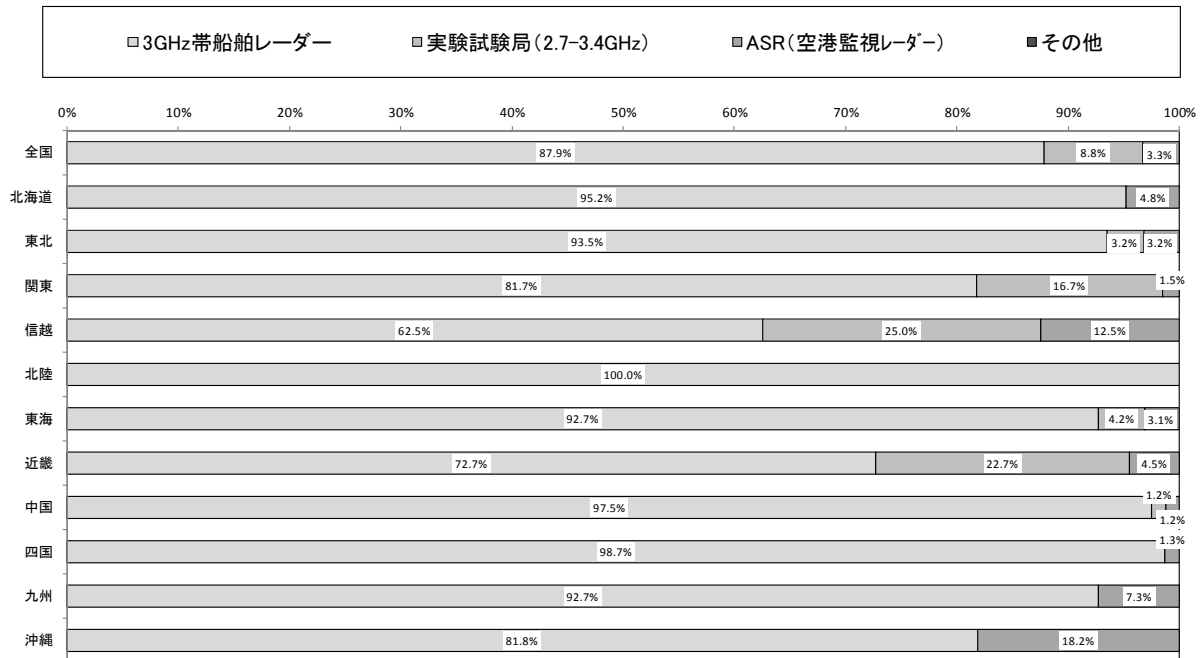 ■3GHz帯船舶レーダー ■実験試験局(2.7-3.4GHz) ■ASR(空港監視ﾚｰﾀﾞｰ) ■その他
0% 10% 20% 30% 40% 50% 60% 70% 80% 90% 100%
全国 87.9% 8.8% 3.3%
北海道 95.2% 4.8%
東北 93.5% 3.2% 3.2%
関東 81.7% 16.7% 1.5%
信越 62.5% 25.0% 12.5%
北陸 100.0%
東海 92.7% 4.2% 3.1%
近畿 72.7% 22.7% 4.5%
中国 97.5% 1.2% 1.2%
四国 98.7% 1.3%
九州 92.7% 7.3%
沖縄 81.8% 18.2%